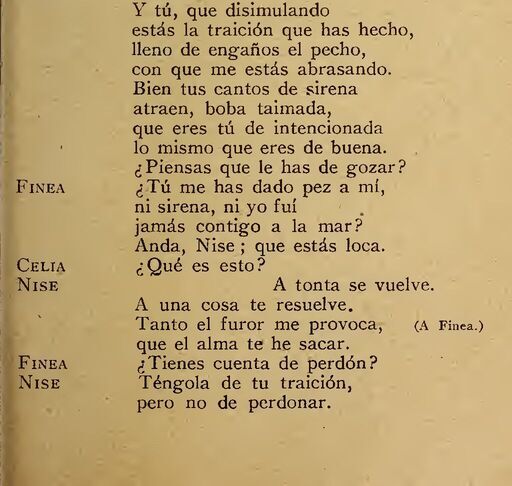 Y tú, que disimulando
estás la traición que has hecho,
lleno de engaños el pecho,
con que me estás abrasando.
Bien tus cantos de sirena
atraen, boba taimada,
que eres tú de intencionada
lo mismo que eres de buena.
¿Piensas que le has de gozar?
FINEA ¿Tú me has dado pez a mí,
ni sirena, ni yo fuí
jamás contigo a la mar?
Anda, Nise; que estás loca.
CELIA ¿Qué es esto?
NISE A tonta se vuelve.
A una cosa te resuelve.
Tanto el furor me provoca, (A Finea.)
que el alma te he sacar.
FINEA ¿Tienes cuenta de perdón?
NISE Téngola de tu traición,
pero no de perdonar.